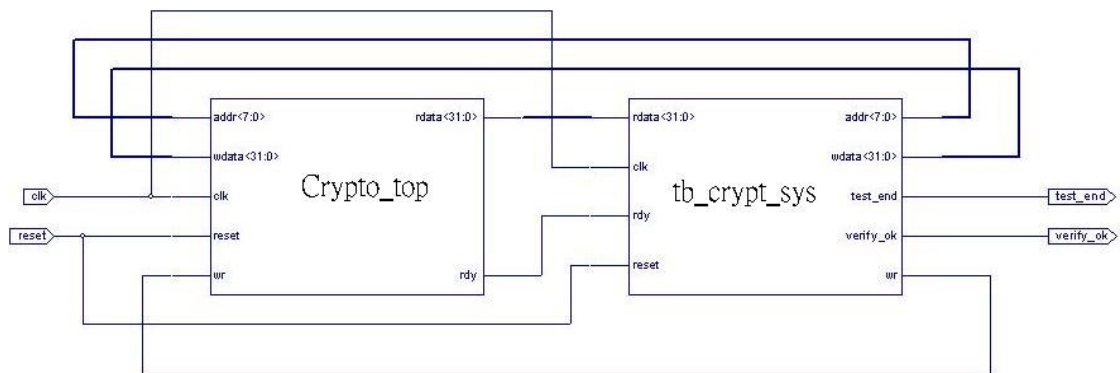 addr<7:0>
rdata<31:0>
wdata<31:0>
Crypto_top
clk
clk
reset
reset
wr
rdy
rdata<31:0>
addr<7:0>
clk
wdata<31:0>
tb_crypt_sys
test_end
test_end
rdy
verify_ok
verify_ok
reset
wr